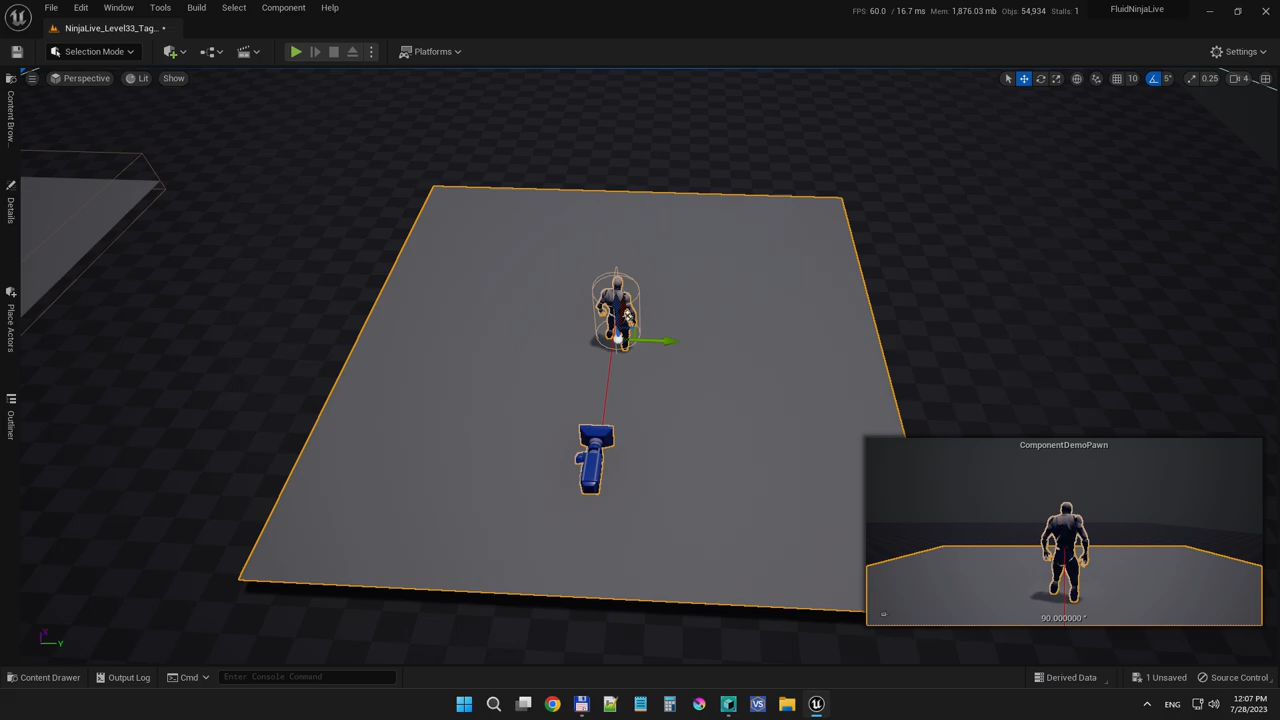 File Edit Window Tools Build Select Component Help
FPS: 60.0 / 16.7 ms Mem: 1,876.03 mb Objs: 54,934 Stalls: 1
FluidNinjaLive
NinjaLive_Level33_Tag... •
Selection Mode
Platforms
Settings
Perspective Lit Show
10 5° 0.25 4
Content Brow...
Details
Place Actors
Outliner
ComponentDemoPawn
90.000000 °
X
Y
Content Drawer Output Log Cmd Enter Console Command
Derived Data 1 Unsaved Source Control
VS
ENG
12:07 PM
7/28/2023